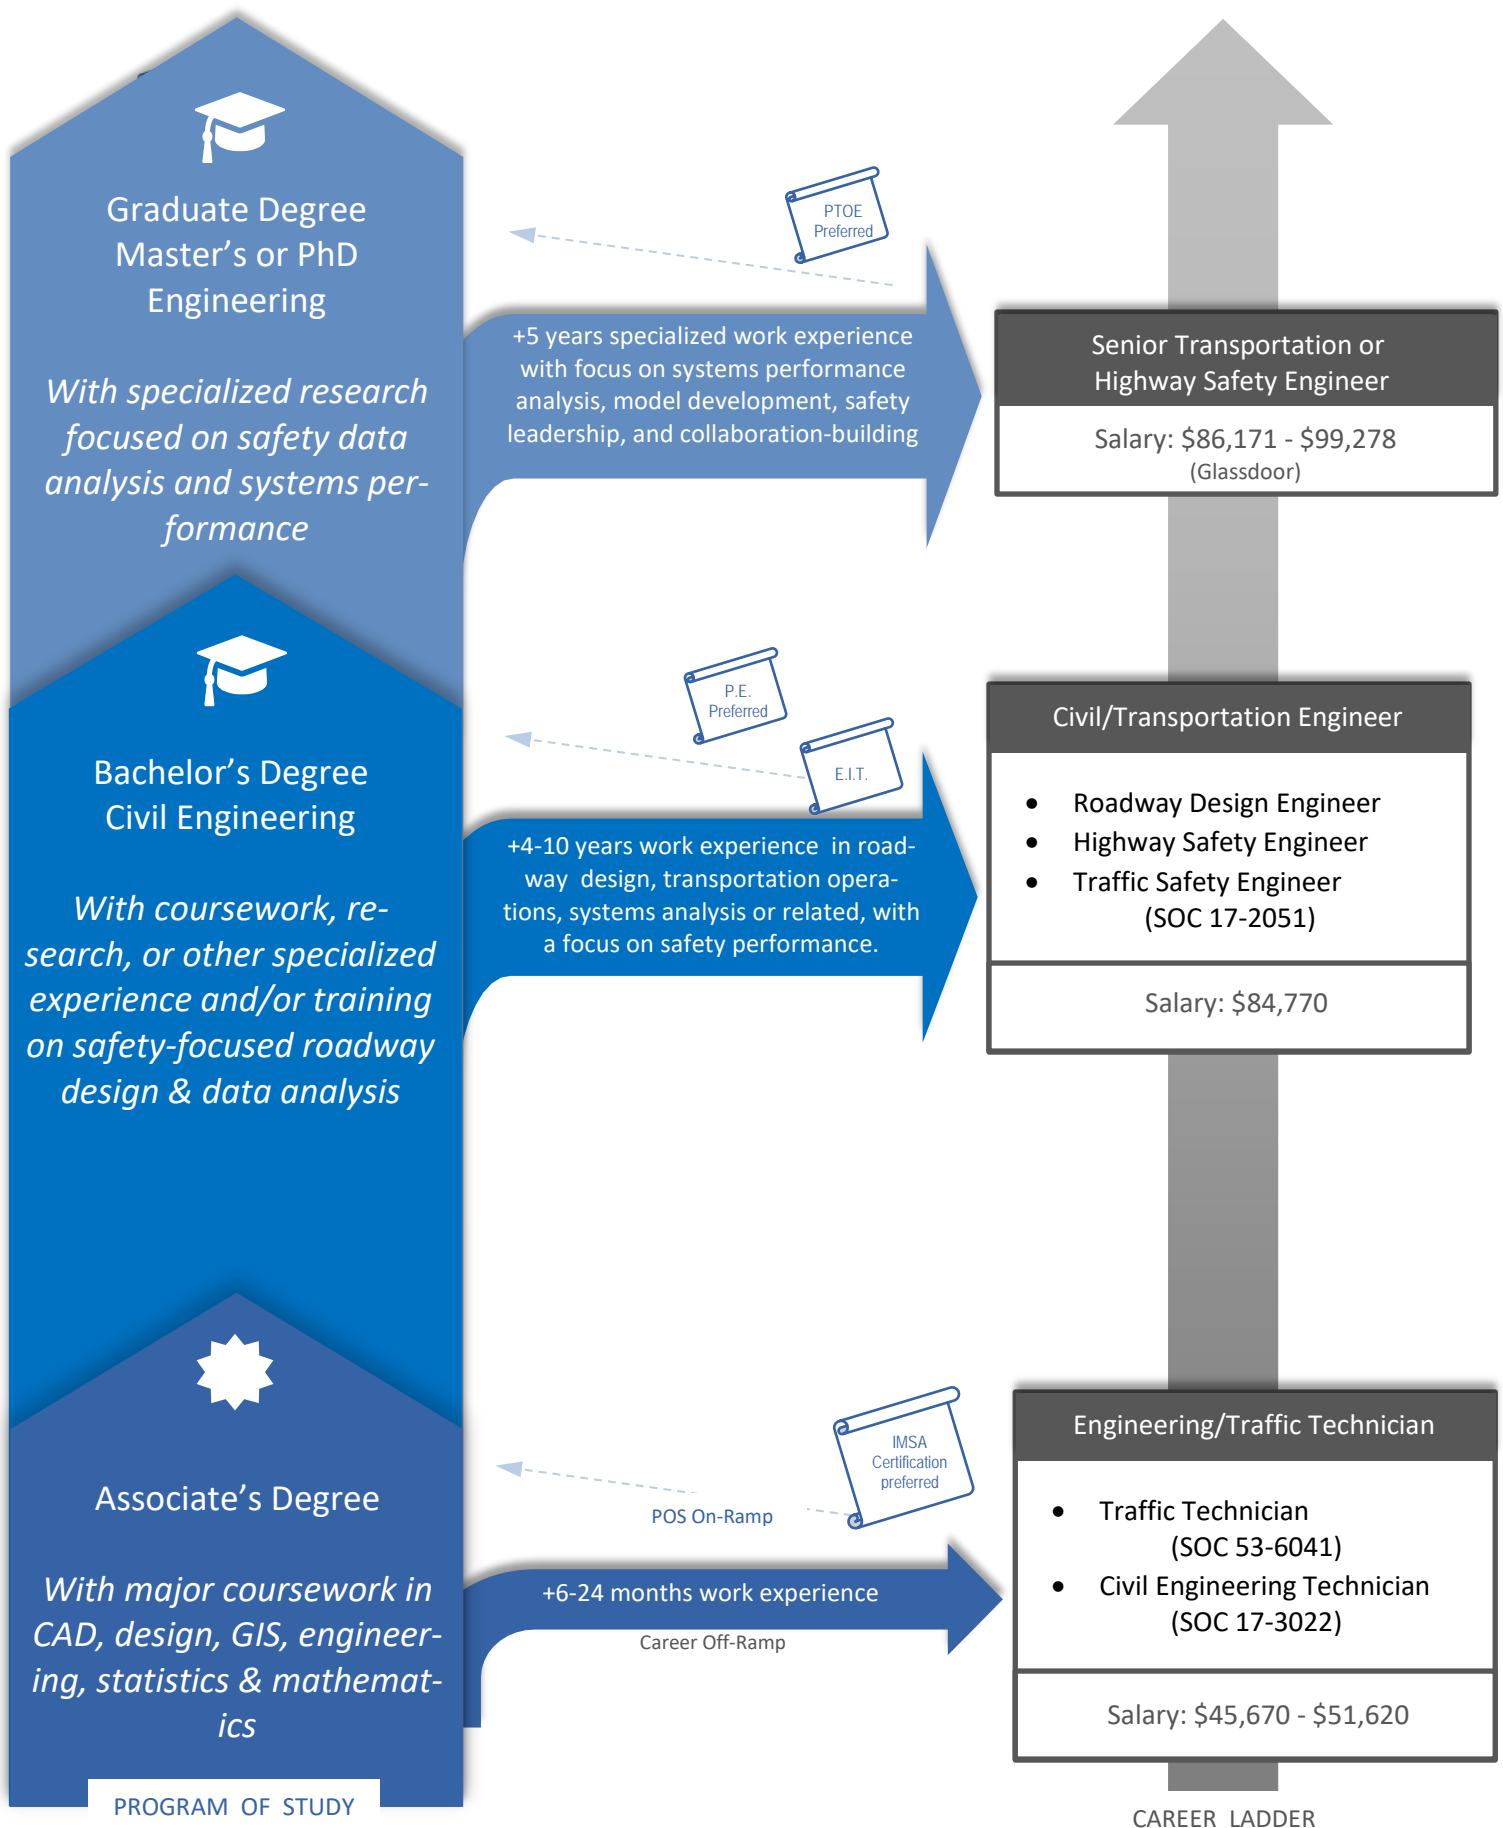 Graduate Degree
Master's or PhD
Engineering
With specialized research
focused on safety data
analysis and systems per-
formance
PTOE
Preferred
+5 years specialized work experience
with focus on systems performance
analysis, model development, safety
leadership, and collaboration-building
Senior Transportation or
Highway Safety Engineer
Salary: $86,171 - $99,278
(Glassdoor)
Bachelor's Degree
Civil Engineering
With coursework, re-
search, or other specialized
experience and/or training
on safety-focused roadway
design & data analysis
P.E.
Preferred
E.I.T.
+4-10 years work experience  in road-
way  design, transportation opera-
tions, systems analysis or related, with
a focus on safety performance.
Civil/Transportation Engineer
• Roadway Design Engineer
• Highway Safety Engineer
• Traffic Safety Engineer
(SOC 17-2051)
Salary: $84,770
Associate's Degree
With major coursework in
CAD, design, GIS, engineer-
ing, statistics & mathemat-
ics
IMSA
Certification
preferred
POS On-Ramp
+6-24 months work experience
Career Off-Ramp
Engineering/Traffic Technician
• Traffic Technician
(SOC 53-6041)
• Civil Engineering Technician
(SOC 17-3022)
Salary: $45,670 - $51,620
PROGRAM  OF  STUDY
CAREER  LADDER